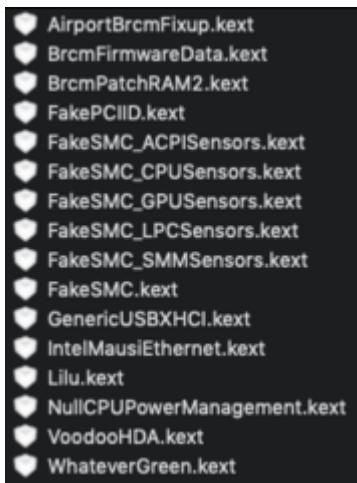 AirportBrcmFixup.kext
BrcmFirmwareData.kext
BrcmPatchRAM2.kext
FakePCIID.kext
FakeSMC_ACPISensors.kext
FakeSMC_CPUSensors.kext
FakeSMC_GPUSensors.kext
FakeSMC_LPCSensors.kext
FakeSMC_SMMSensors.kext
FakeSMC.kext
GenericUSBXHCI.kext
IntelMausiEthernet.kext
Lilu.kext
NullCPUPowerManagement.kext
VoodooHDA.kext
WhateverGreen.kext